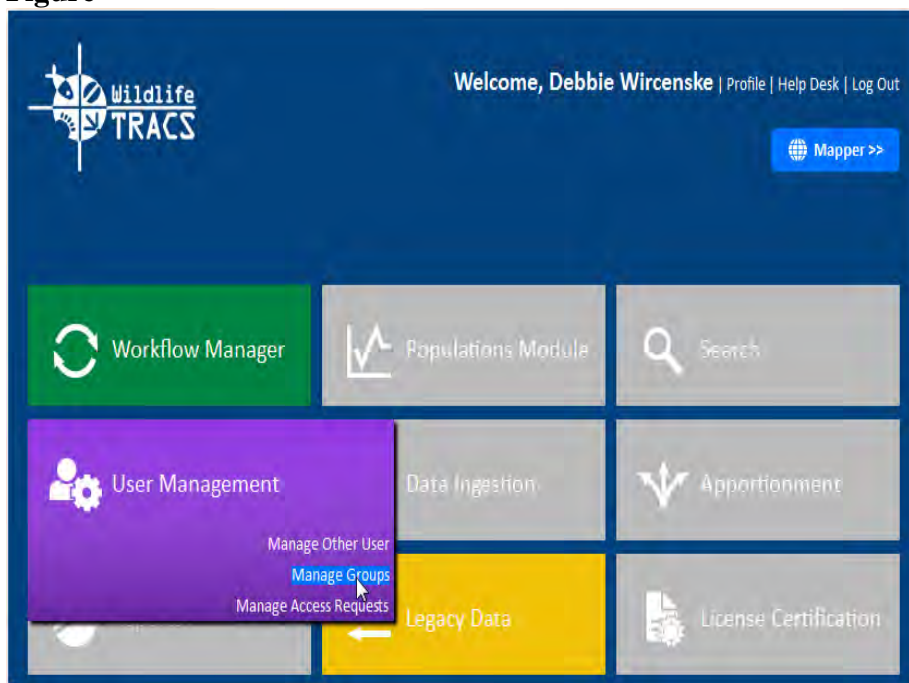 Figure
Wildlife
TRACS
Welcome, Debbie Wircenske | Profile | Help Desk | Log Out
Mapper >>
Workflow Manager
Populations Module
Search
User Management
Data Ingestion
Apportionment
Manage Other User
Manage Groups
Manage Access Requests
Legacy Data
License Certification